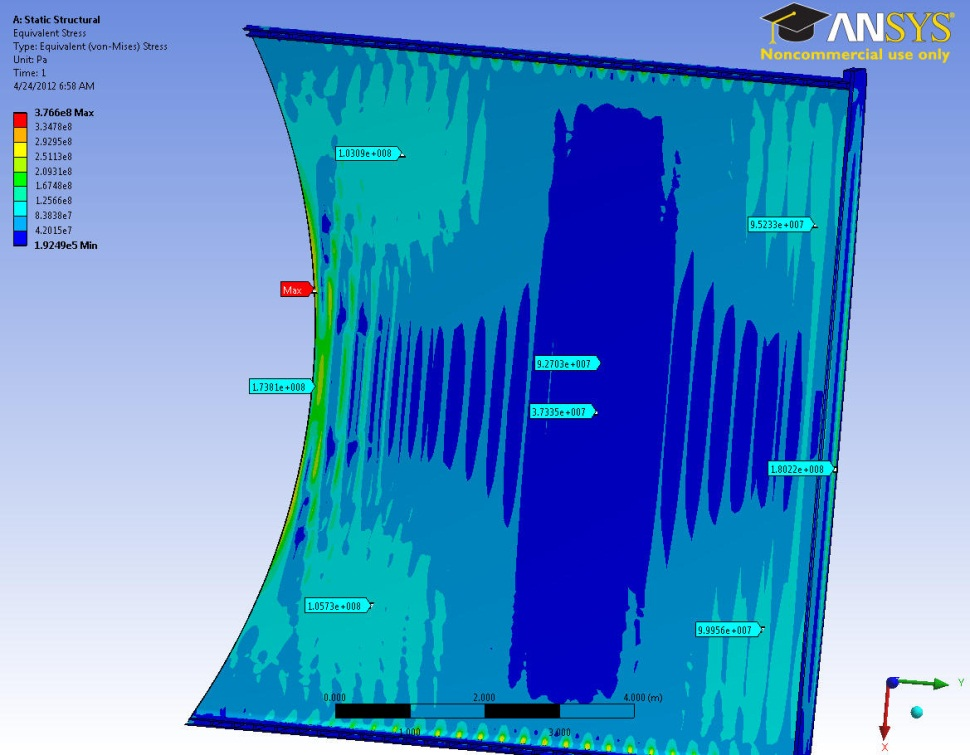 A: Static Structural
Equivalent Stress
Type: Equivalent (von-Mises) Stress
Unit: Pa
Time: 1
4/24/2012 6:58 AM
3.766e8 Max
3.3478e8
2.9295e8
2.5113e8
2.0931e8
1.6748e8
1.2566e8
8.3838e7
4.2015e7
1.9249e5 Min
ANSYS
Noncommercial use only
1.0309e+008
9.5233e+007
Max
9.2703e+007
1.7381e+008
3.7335e+007
1.8022e+008
1.0573e+008
9.9956e+007
0.000 2.000 4.000 (m)
1.000 3.000
Y
X